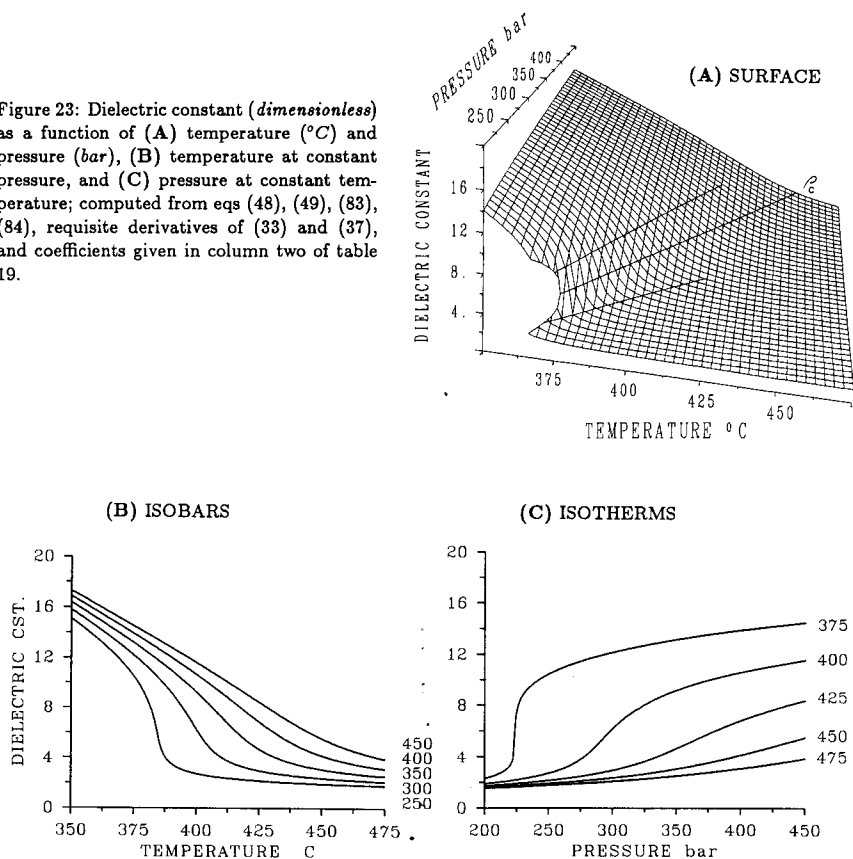 Figure 23: Dielectric constant (dimensionless)
as a function of (A) temperature (°C) and
pressure (bar), (B) temperature at constant
pressure, and (C) pressure at constant tem-
perature; computed from eqs (48), (49), (83),
(84), requisite derivatives of (33) and (37),
and coefficients given in column two of table
19.
(A) SURFACE
PRESSURE bar
400
350
300
250
ρc
DIELECTRIC CONSTANT
16
12
8.
4.
375
400
425
450
TEMPERATURE °C
(B) ISOBARS
DIELECTRIC CST.
20
16
12
8
4
0
450
400
350
300
250
350 375 400 425 450 475
TEMPERATURE C
(C) ISOTHERMS
20
16
12
8
4
0
375
400
425
450
475
200 250 300 350 400 450
PRESSURE bar